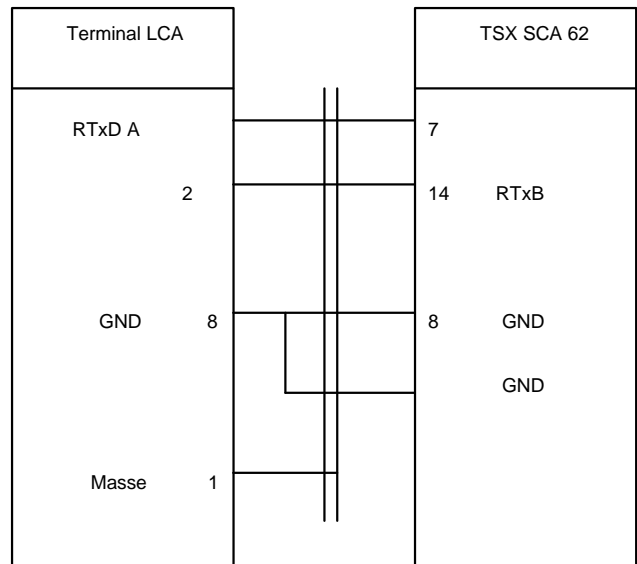 Terminal LCA TSX SCA 62
RTxD A 7
2 14 RTxB
GND 8 8 GND
GND
Masse 1